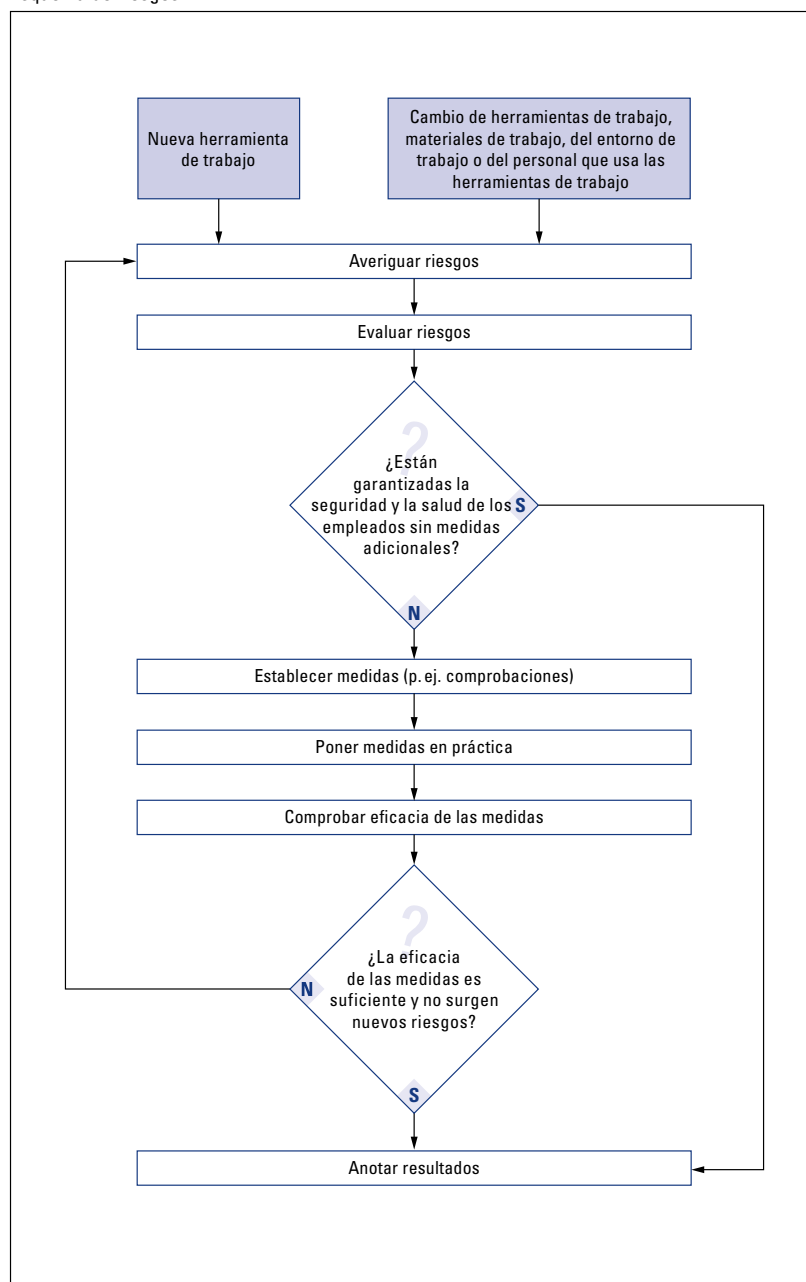 Nueva herramienta
de trabajo
Cambio de herramientas de trabajo,
materiales de trabajo, del entorno de
trabajo o del personal que usa las
herramientas de trabajo
Averiguar riesgos
Evaluar riesgos
?
¿Están
garantizadas la
seguridad y la salud de los
empleados sin medidas
adicionales?
S
N
Establecer medidas (p. ej. comprobaciones)
Poner medidas en práctica
Comprobar eficacia de las medidas
?
¿La eficacia
de las medidas es
suficiente y no surgen
nuevos riesgos?
N
S
Anotar resultados